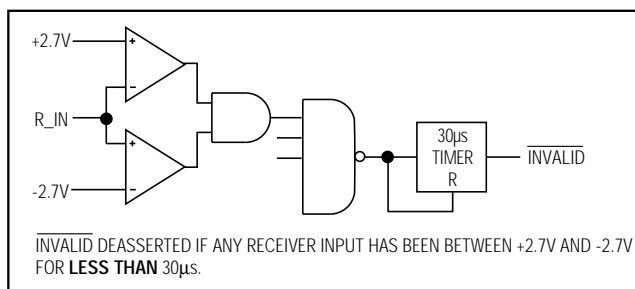 +2.7V
R_IN
-2.7V
+
−
+
−
30µs
TIMER
R
INVALID
INVALID DEASSERTED IF ANY RECEIVER INPUT HAS BEEN BETWEEN +2.7V AND -2.7V
FOR LESS THAN 30µs.